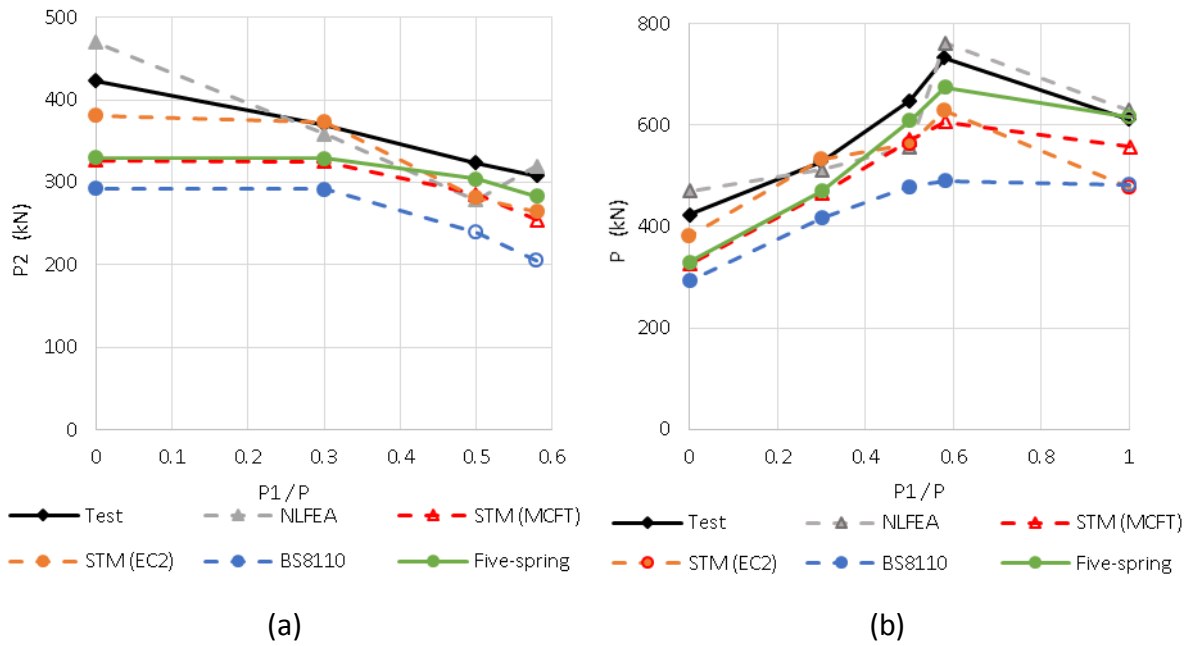 500
400
300
200
100
0
P2 (kN)
0 0.1 0.2 0.3 0.4 0.5 0.6
P1 / P
Test NLFEA STM (MCFT)
STM (EC2) BS8110 Five-spring
(a)
800
600
400
200
0
P (kN)
0 0.2 0.4 0.6 0.8 1
P1 / P
Test NLFEA STM (MCFT)
STM (EC2) BS8110 Five-spring
(b)